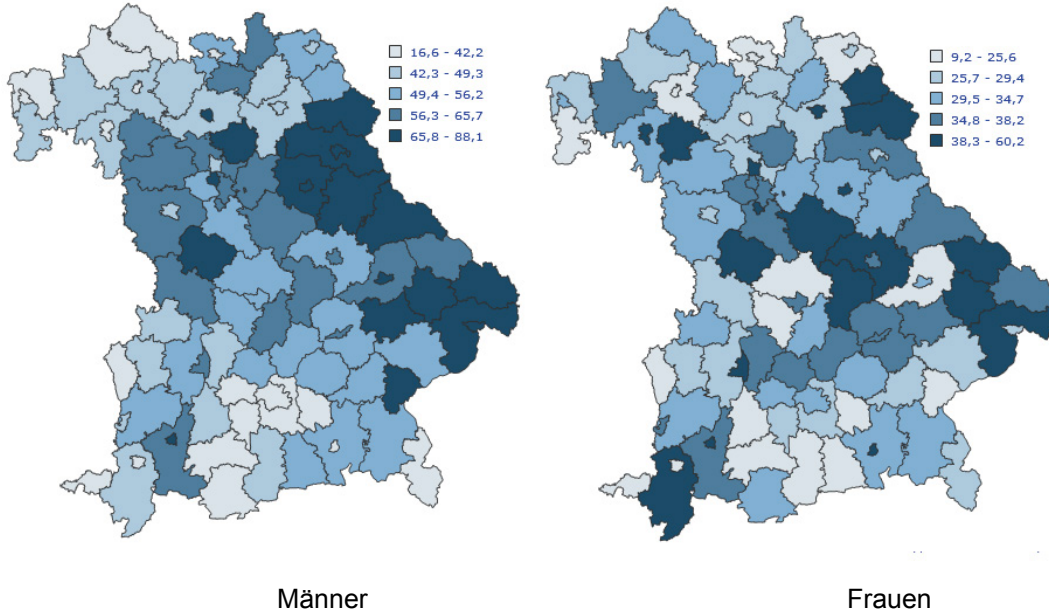 16,6 - 42,2
42,3 - 49,3
49,4 - 56,2
56,3 - 65,7
65,8 - 88,1
9,2 - 25,6
25,7 - 29,4
29,5 - 34,7
34,8 - 38,2
38,3 - 60,2
Männer
Frauen